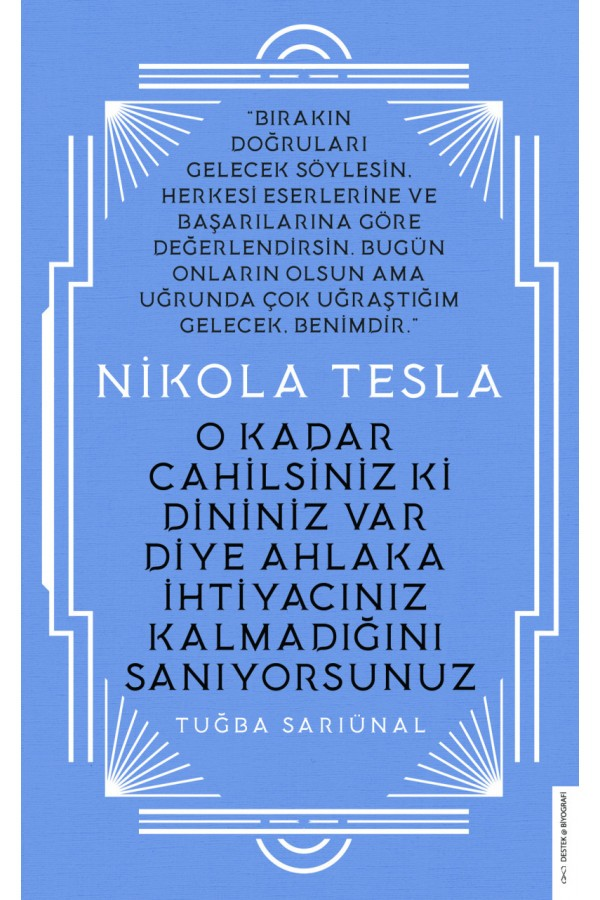 "BIRAKIN
DOĞRULARI
GELECEK SÖYLESİN.
HERKESİ ESERLERİNE VE
BAŞARILARINA GÖRE
DEĞERLENDİRSİN. BUGÜN
ONLARIN OLSUN AMA
UĞRUNDA ÇOK UĞRAŞTIĞIM
GELECEK, BENİMDİR."
NİKOLA TESLA
O KADAR
CAHİLSİNİZ Kİ
DİNİNİZ VAR
DİYE AHLAKA
İHTİYACINIZ
KALMADIĞINI
SANIYORSUNUZ
TUĞBA SARIÜNAL
DESTEK @ BİYOGRAFİ